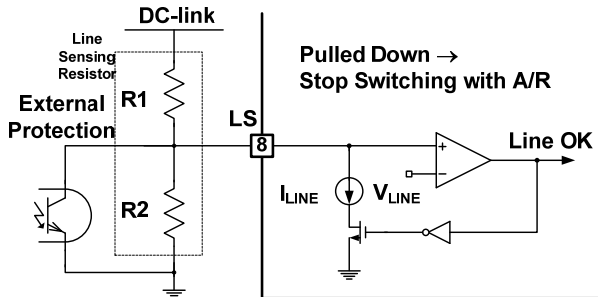 DC-link
Line
Sensing
Resistor
R1
External
Protection
R2
LS
8
Pulled Down →
Stop Switching with A/R
+
−
Line OK
ILINE
VLINE